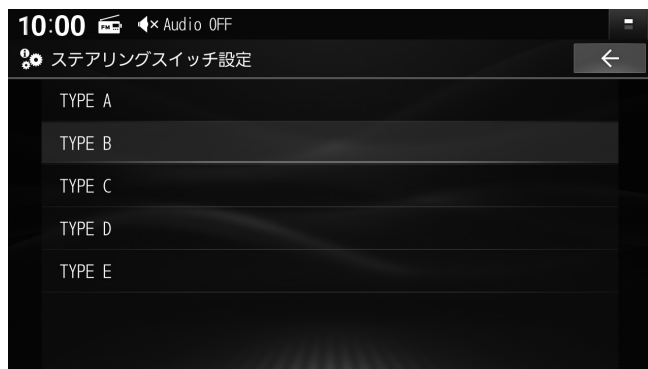 10:00 FM Audio OFF
ステアリングスイッチ設定
TYPE A
TYPE B
TYPE C
TYPE D
TYPE E